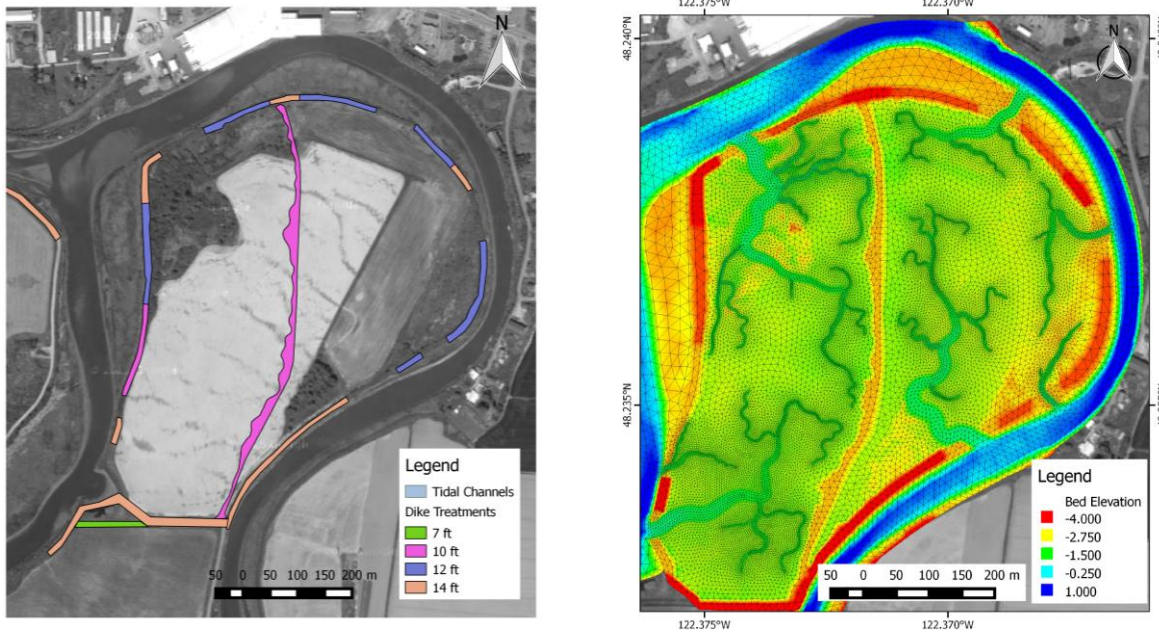 N
Legend
Tidal Channels
Dike Treatments
7 ft
10 ft
12 ft
14 ft
50 0 50 100 150 200 m
122.375°W 122.370°W
48.240°N
N
48.235°N
Legend
Bed Elevation
-4.000
-2.750
-1.500
-0.250
1.000
50 0 50 100 150 200 m
122.375°W 122.370°W